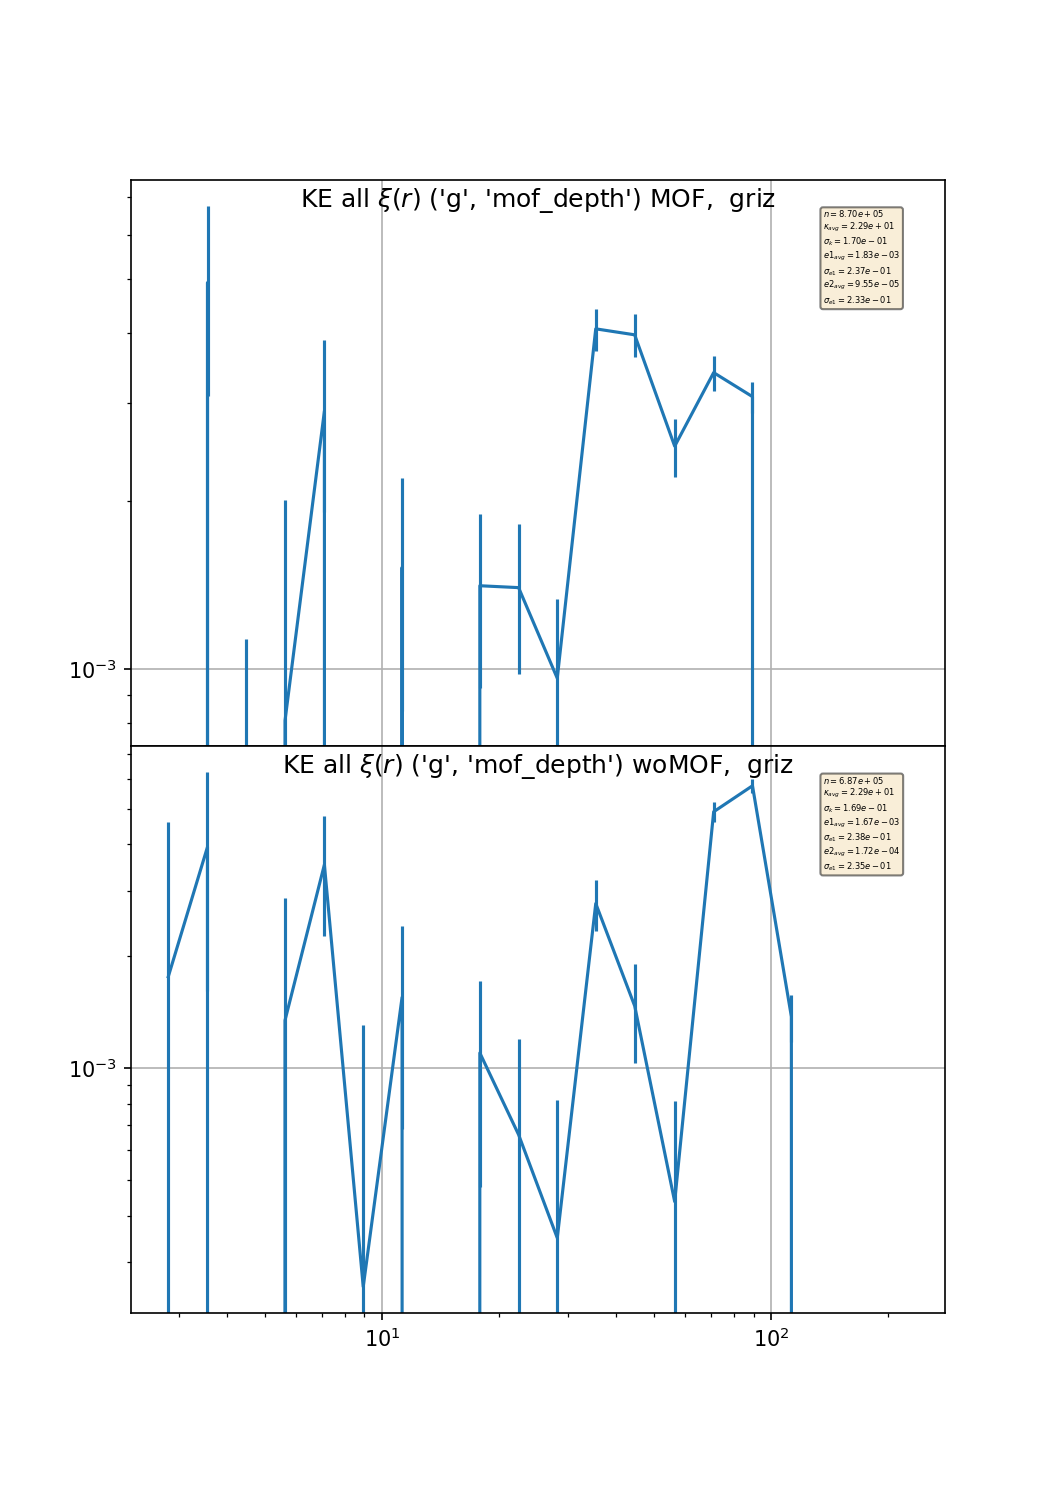 KE all ξ(r) ('g', 'mof_depth') MOF,  griz
n = 8.70e + 05
κavg = 2.29e + 01
σk = 1.70e − 01
e1avg = 1.83e − 03
σe1 = 2.37e − 01
e2avg = 9.55e − 05
σe1 = 2.33e − 01
10⁻³
KE all ξ(r) ('g', 'mof_depth') woMOF,  griz
n = 6.87e + 05
κavg = 2.29e + 01
σk = 1.69e − 01
e1avg = 1.67e − 03
σe1 = 2.38e − 01
e2avg = 1.72e − 04
σe1 = 2.35e − 01
10⁻³
10¹ 10²